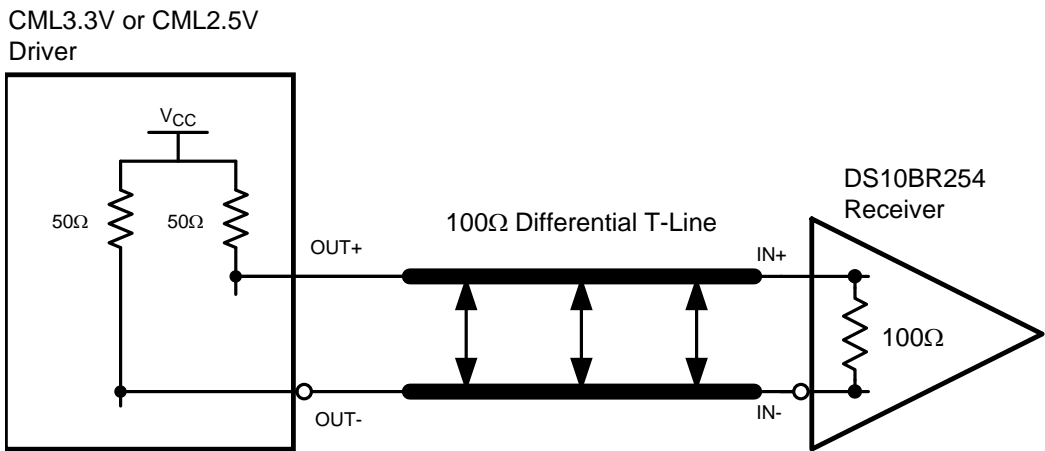 CML3.3V or CML2.5V
Driver
VCC
50Ω
50Ω
OUT+
OUT-
100Ω Differential T-Line
IN+
IN-
DS10BR254
Receiver
100Ω